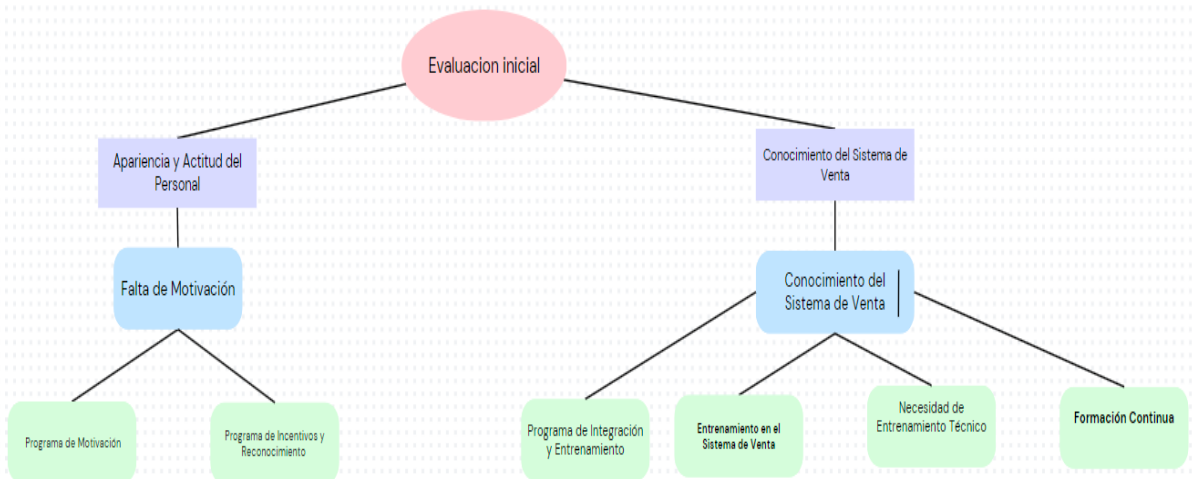 Evaluacion inicial
Apariencia y Actitud del
Personal
Conocimiento del Sistema de
Venta
Falta de Motivación
Conocimiento del
Sistema de Venta
Programa de Motivación
Programa de Incentivos y
Reconocimiento
Programa de Integración
y Entrenamiento
Entrenamiento en el
Sistema de Venta
Necesidad de
Entrenamiento Técnico
Formación Continua